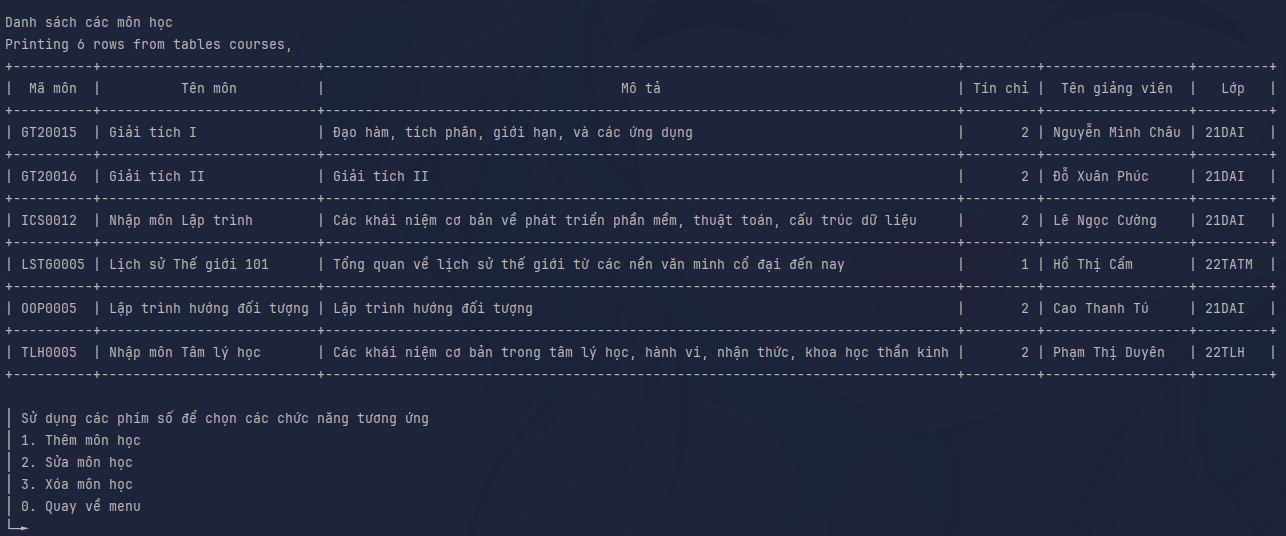 Danh sách các môn học
Printing 6 rows from tables courses,
+----------+---------------------------+-------------------------------------------------------------------------------+---------+------------------+---------+
|  Mã môn  |          Tên môn          |                                     Mô tả                                     | Tín chỉ |  Tên giảng viên  |   Lớp   |
+----------+---------------------------+-------------------------------------------------------------------------------+---------+------------------+---------+
| GT20015  | Giải tích I               | Đạo hàm, tích phân, giới hạn, và các ứng dụng                                 |       2 | Nguyễn Minh Châu | 21DAI   |
+----------+---------------------------+-------------------------------------------------------------------------------+---------+------------------+---------+
| GT20016  | Giải tích II              | Giải tích II                                                                  |       2 | Đỗ Xuân Phúc     | 21DAI   |
+----------+---------------------------+-------------------------------------------------------------------------------+---------+------------------+---------+
| ICS0012  | Nhập môn Lập trình        | Các khái niệm cơ bản về phát triển phần mềm, thuật toán, cấu trúc dữ liệu     |       2 | Lê Ngọc Cường    | 21DAI   |
+----------+---------------------------+-------------------------------------------------------------------------------+---------+------------------+---------+
| LSTG0005 | Lịch sử Thế giới 101      | Tổng quan về lịch sử thế giới từ các nền văn minh cổ đại đến nay              |       1 | Hồ Thị Cẩm       | 22TATM  |
+----------+---------------------------+-------------------------------------------------------------------------------+---------+------------------+---------+
| OOP0005  | Lập trình hướng đối tượng | Lập trình hướng đối tượng                                                     |       2 | Cao Thanh Tú     | 21DAI   |
+----------+---------------------------+-------------------------------------------------------------------------------+---------+------------------+---------+
| TLH0005  | Nhập môn Tâm lý học       | Các khái niệm cơ bản trong tâm lý học, hành vi, nhận thức, khoa học thần kinh |       2 | Phạm Thị Duyên   | 22TLH   |
+----------+---------------------------+-------------------------------------------------------------------------------+---------+------------------+---------+
│ Sử dụng các phím số để chọn các chức năng tương ứng
│ 1. Thêm môn học
│ 2. Sửa môn học
│ 3. Xóa môn học
│ 0. Quay về menu
└─►